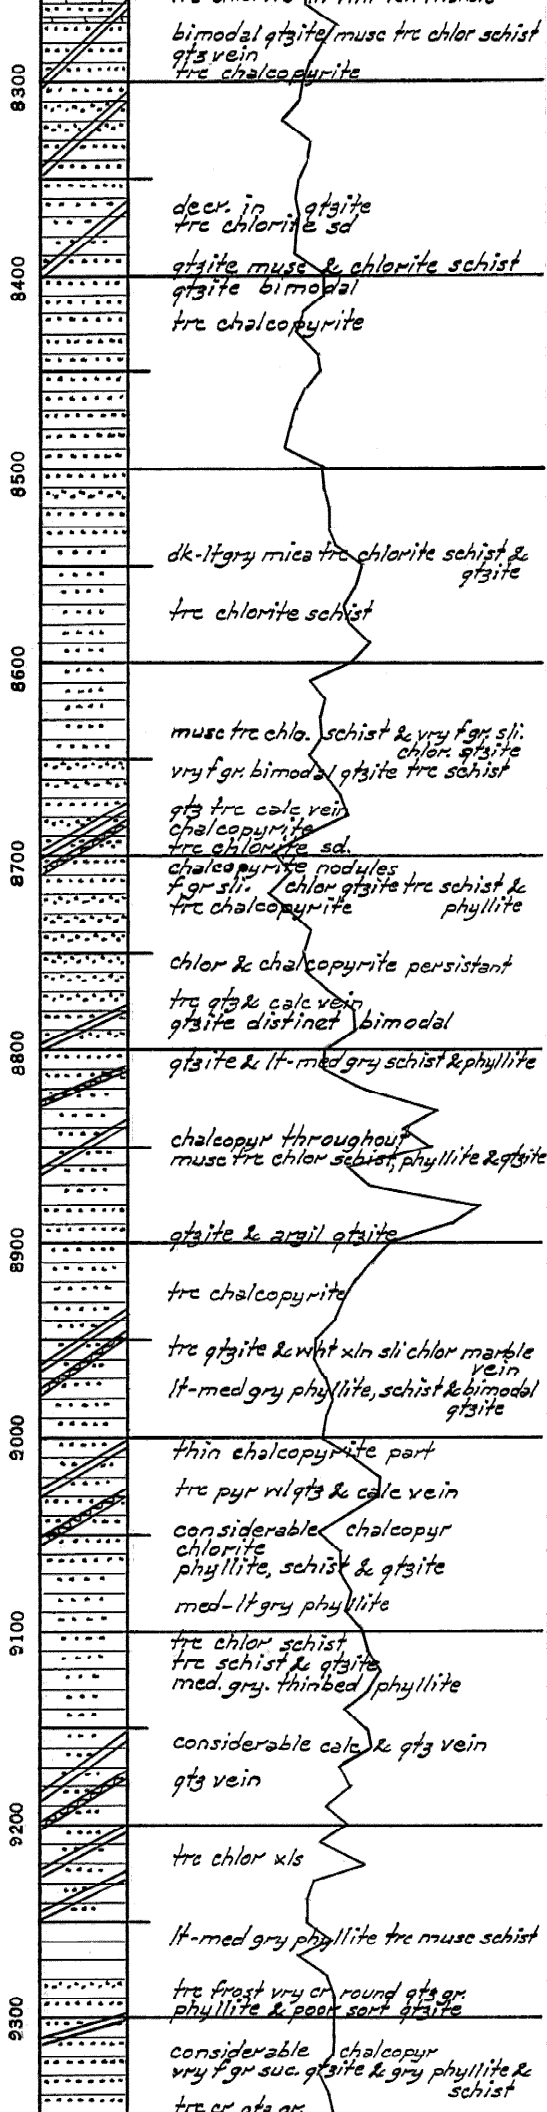 bimodal qtzite musc trc chlor schist
qtz vein
trc chalcopyrite
8300
decr. in qtzite
trc chlorite sd
qtzite musc & chlorite schist
8400
qtzite bimodal
trc chalcopyrite
8500
dk-lt gry mica trc chlorite schist &
qtzite
trc chlorite schist
8600
musc trc chlo. schist & vry f gr. sli.
chlor. qtzite
vry f gr. bimodal qtzite trc schist
qtz trc calc vein
chalcopyrite
trc chlorite sd.
8700
chalcopyrite nodules
f gr sli. chlor qtzite trc schist &
trc chalcopyrite phyllite
chlor & chalcopyrite persistant
trc qtz & calc vein
qtzite distinct bimodal
8800
qtzite & lt-med gry schist & phyllite
chalcopyr throughout
musc trc chlor schist, phyllite & qtzite
qtzite & argil qtzite
8900
trc chalcopyrite
trc qtzite & wht xln sli chlor marble
vein
lt-med gry phyllite, schist & bimodal
qtzite
9000
thin chalcopyrite part
trc pyr w/qtz & calc vein
considerable chalcopyr
chlorite
phyllite, schist & qtzite
med-lt gry phyllite
9100
trc chlor schist
trc schist & qtzite
med. gry. thinbed phyllite
considerable calc & qtz vein
qtz vein
9200
trc chlor xls
lt-med gry phyllite trc musc schist
trc frost vry cr round qtz gr.
phyllite & poor sort qtzite
9300
considerable chalcopyr
vry f gr suc. qtzite & gry phyllite &
schist
trc cr qtz gr.